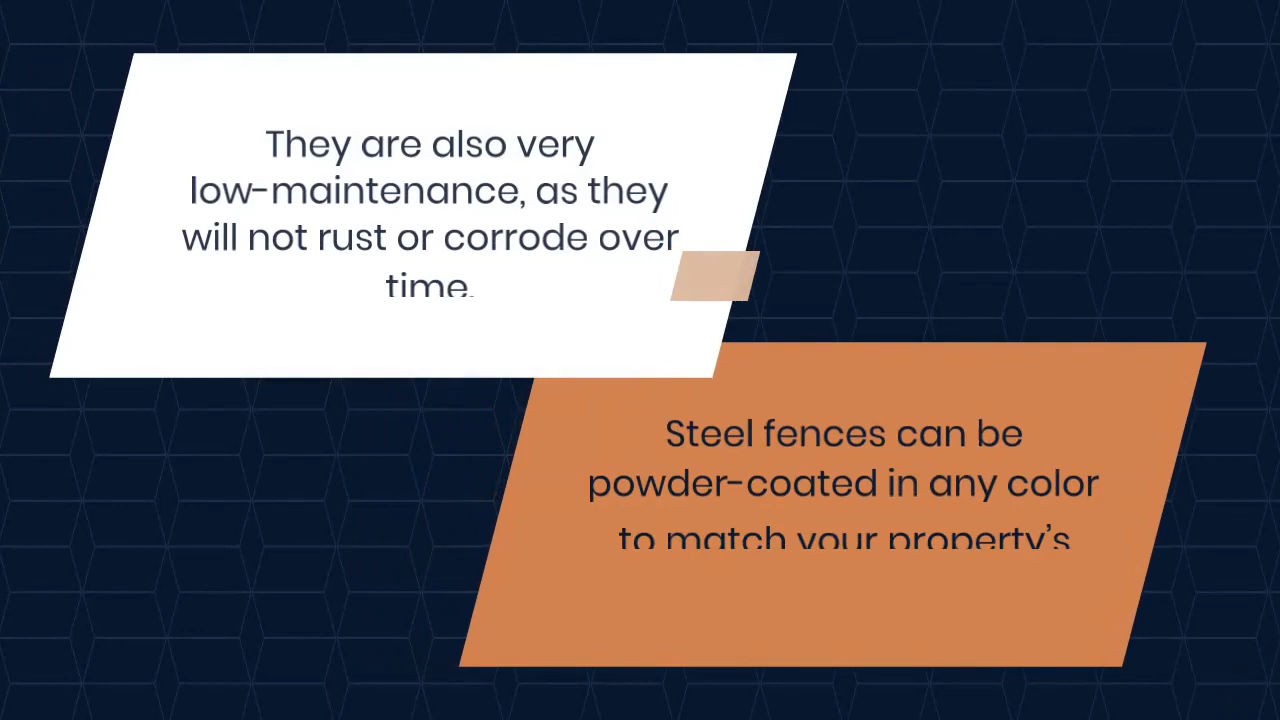 They are also very
low-maintenance, as they
will not rust or corrode over
time.
Steel fences can be
powder-coated in any color
to match your property’s